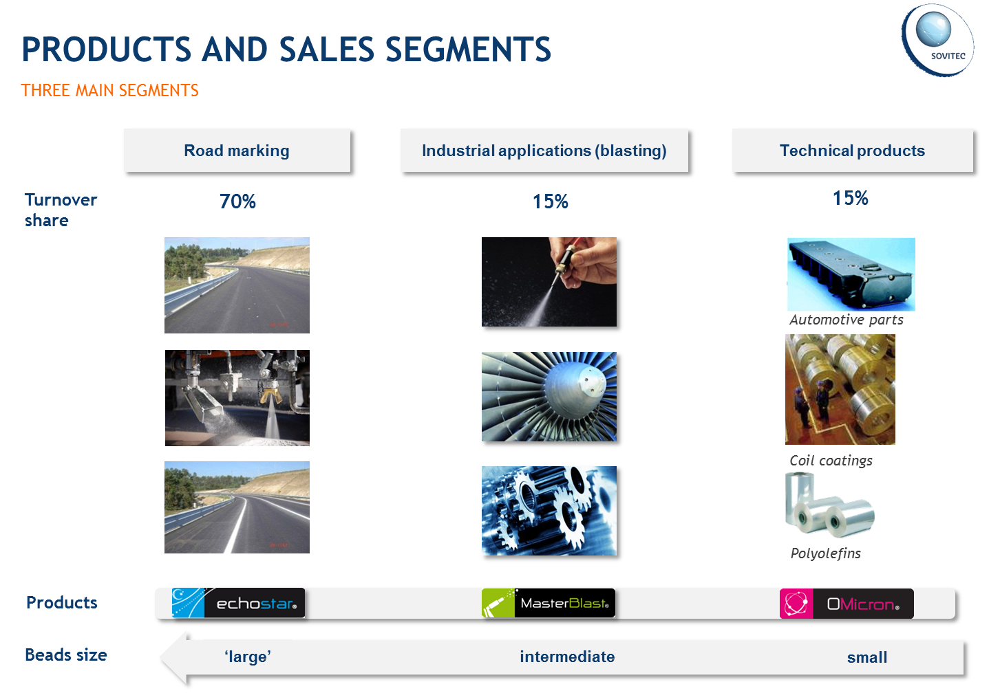 PRODUCTS AND SALES SEGMENTS
SOVITEC
THREE MAIN SEGMENTS
Road marking
Industrial applications (blasting)
Technical products
Turnover
share
70%
15%
15%
Automotive parts
Coil coatings
Polyolefins
Products
echostar®
MasterBlast®
OMicron®
Beads size
‘large’
intermediate
small